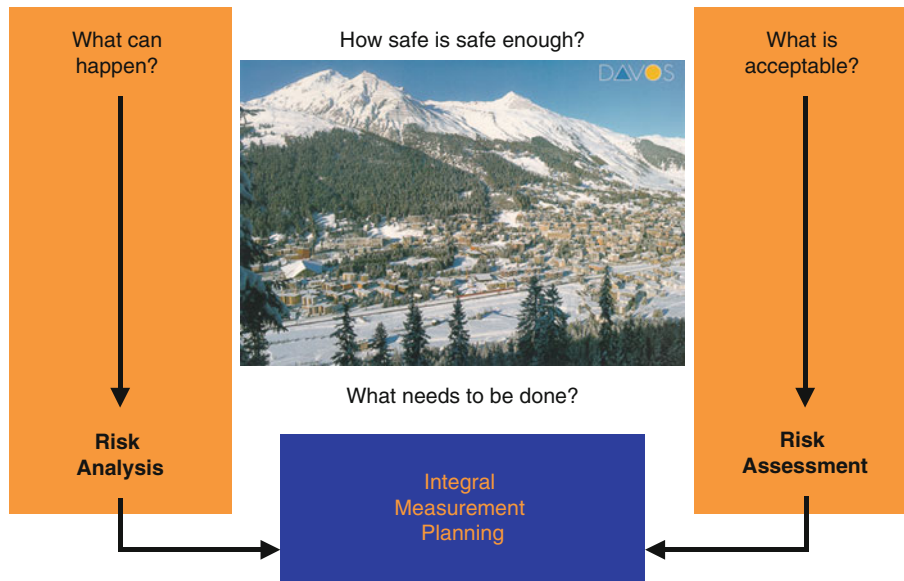 What can
happen?
How safe is safe enough?
What is
acceptable?
DAVOS
What needs to be done?
Risk
Analysis
Risk
Assessment
Integral
Measurement
Planning